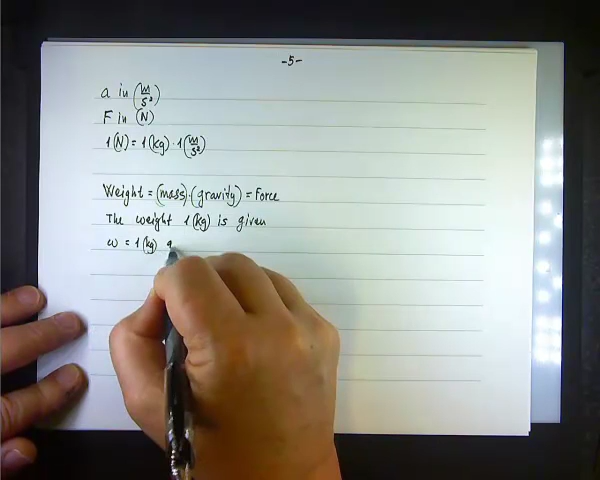 -5-
a in (m/s²)
F in (N)
1(N) = 1(kg) · 1(m/s²)
Weight = (mass)·(gravity) = Force
The weight 1(kg) is given
w = 1(kg)